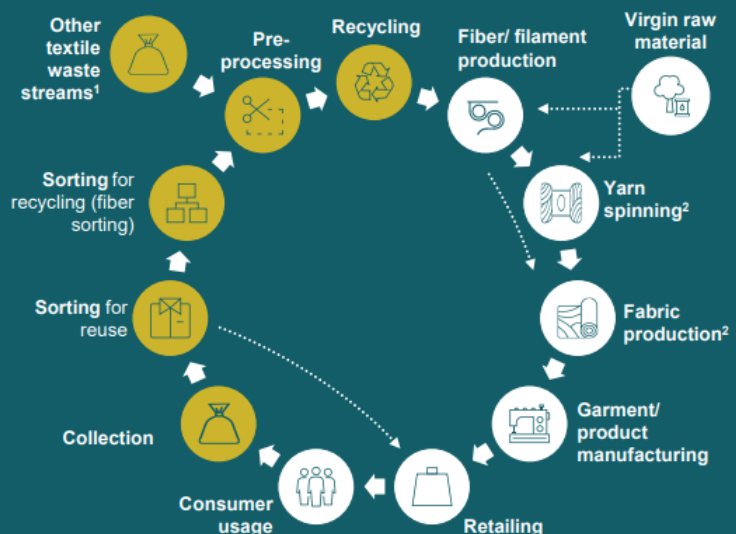 Other
textile
waste
streams¹
Pre-
processing
Recycling
Fiber/ filament
production
Virgin raw
material
Yarn
spinning²
Fabric
production²
Garment/
product
manufacturing
Retailing
Consumer
usage
Collection
Sorting for
reuse
Sorting for
recycling (fiber
sorting)